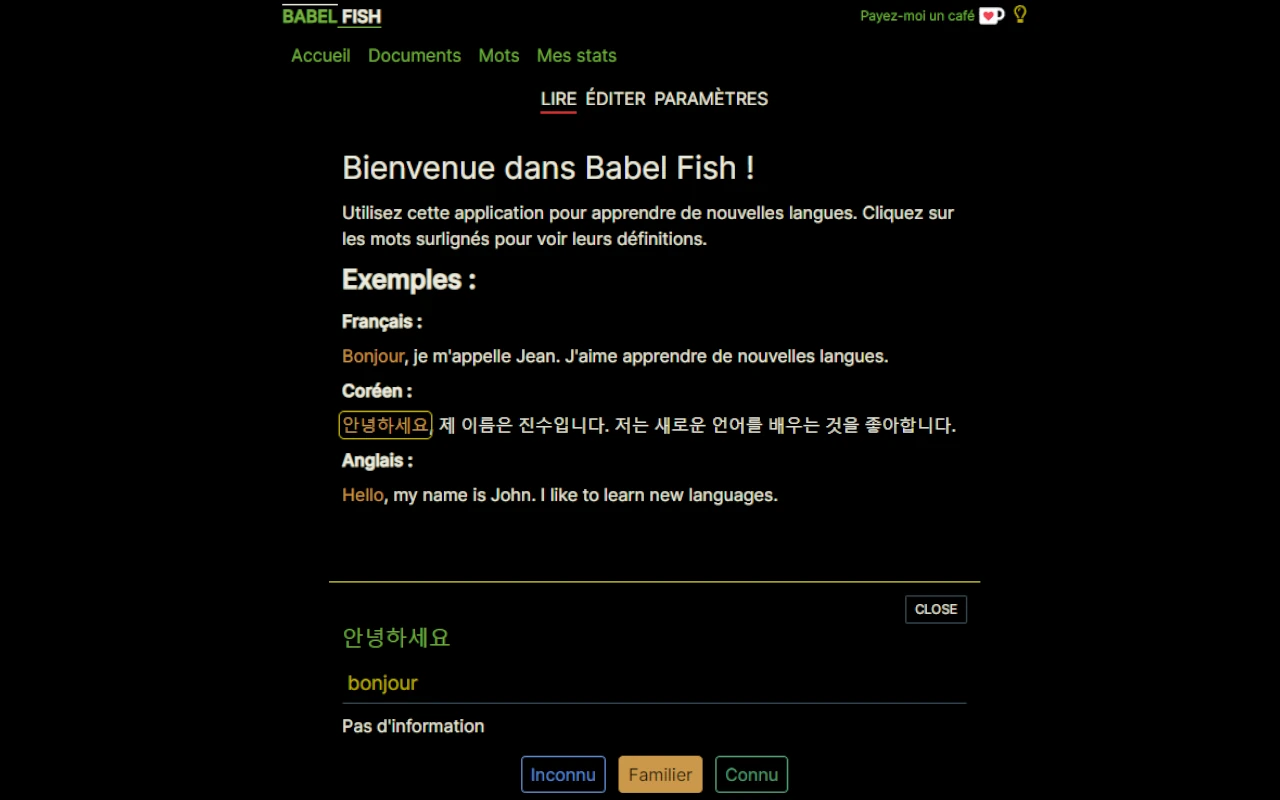 BABEL FISH
Payez-moi un café
Accueil Documents Mots Mes stats
LIRE ÉDITER PARAMÈTRES
Bienvenue dans Babel Fish !
Utilisez cette application pour apprendre de nouvelles langues. Cliquez sur
les mots surlignés pour voir leurs définitions.
Exemples :
Français :
Bonjour, je m'appelle Jean. J'aime apprendre de nouvelles langues.
Coréen :
안녕하세요, 제 이름은 진수입니다. 저는 새로운 언어를 배우는 것을 좋아합니다.
Anglais :
Hello, my name is John. I like to learn new languages.
CLOSE
안녕하세요
bonjour
Pas d'information
Inconnu Familier Connu